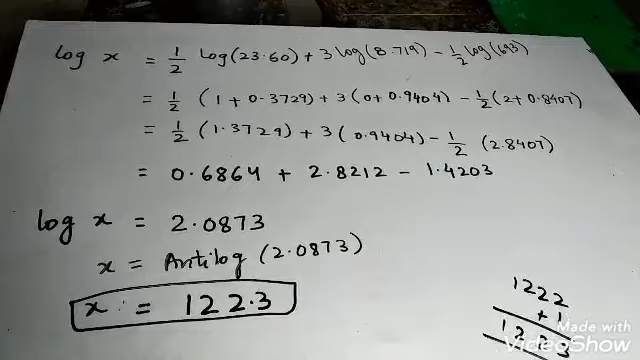 log x = 1/2 log(23.60) + 3 log(8.719) - 1/2 log(693)
= 1/2 (1 + 0.3729) + 3(0 + 0.9404) - 1/2 (2 + 0.8407)
= 1/2 (1.3729) + 3(0.9404) - 1/2 (2.8407)
= 0.6864 + 2.8212 - 1.4203
log x = 2.0873
x = Antilog (2.0873)
x = 122.3
1222
+ 1
1223
Made with
VideoShow